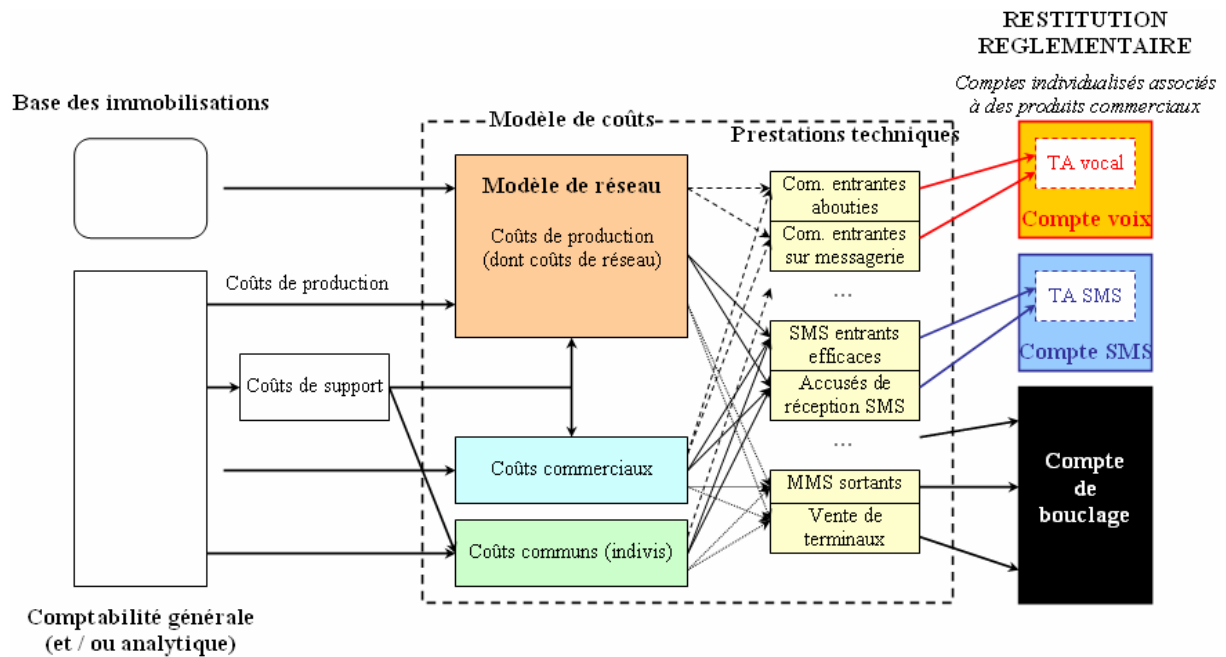 RESTITUTION
REGLEMENTAIRE
Comptes individualisés associés
à des produits commerciaux
Base des immobilisations
Modèle de coûts
Prestations techniques
Modèle de réseau
Coûts de production
(dont coûts de réseau)
Com. entrantes
abouties
Com. entrantes
sur messagerie
...
TA vocal
Compte voix
Coûts de production
SMS entrants
efficaces
Accusés de
réception SMS
...
TA SMS
Compte SMS
Coûts de support
Coûts commerciaux
Coûts communs (indivis)
MMS sortants
Vente de
terminaux
Compte
de
bouclage
Comptabilité générale
(et / ou analytique)